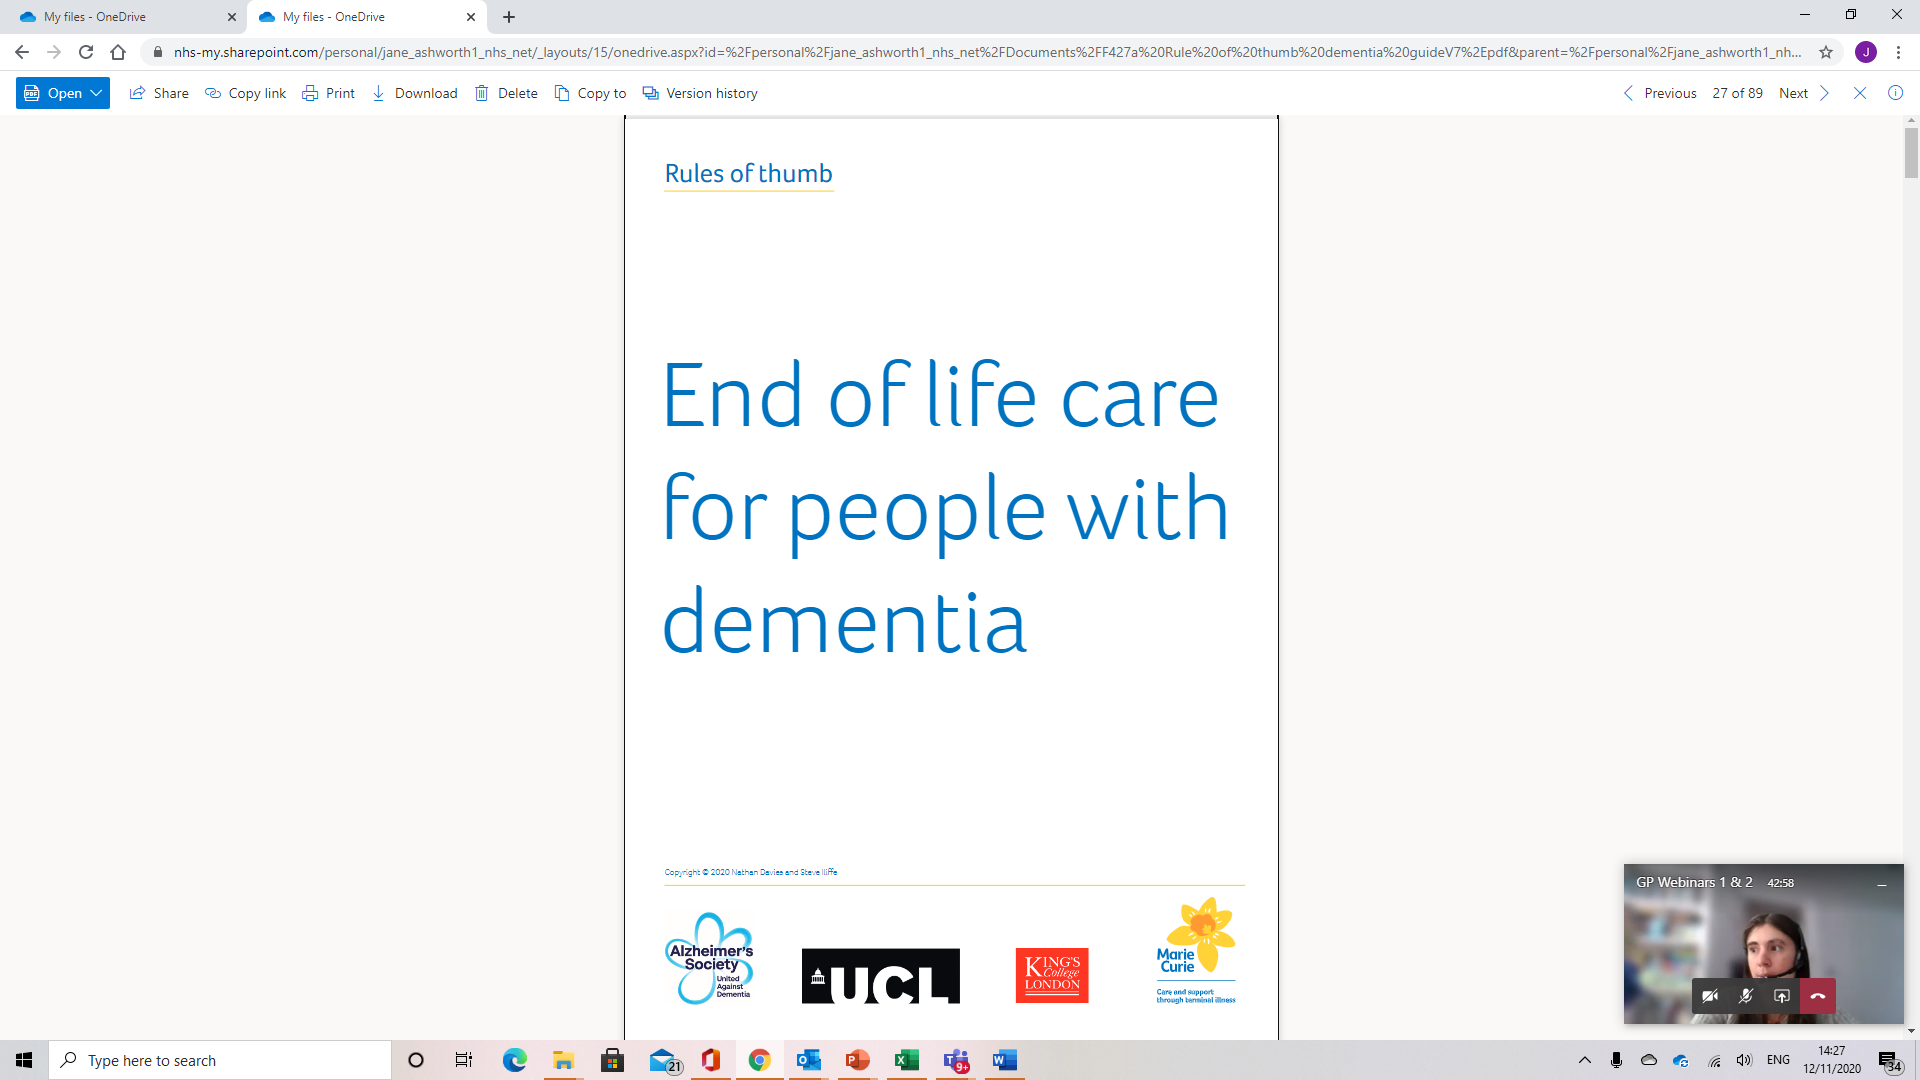 My files - OneDrive
My files - OneDrive
nhs-my.sharepoint.com/personal/jane_ashworth1_nhs_net/_layouts/15/onedrive.aspx?id=%2Fpersonal%2Fjane_ashworth1_nhs_net%2FDocuments%2FF427a%20Rule%20of%20thumb%20dementia%20guideV7%2Epdf&parent=%2Fpersonal%2Fjane_ashworth1_nh...
J
Open Share Copy link Print Download Delete Copy to Version history Previous 27 of 89 Next
Rules of thumb
End of life care
for people with
dementia
Copyright © 2020 Nathan Davies and Steve Iliffe
Alzheimer's
Society
United
Against
Dementia
UCL
KING'S
College
LONDON
Marie
Curie
Care and support
through terminal illness
GP Webinars 1 & 2 42:58
Type here to search
21
9+
ENG
14:27
12/11/2020
34